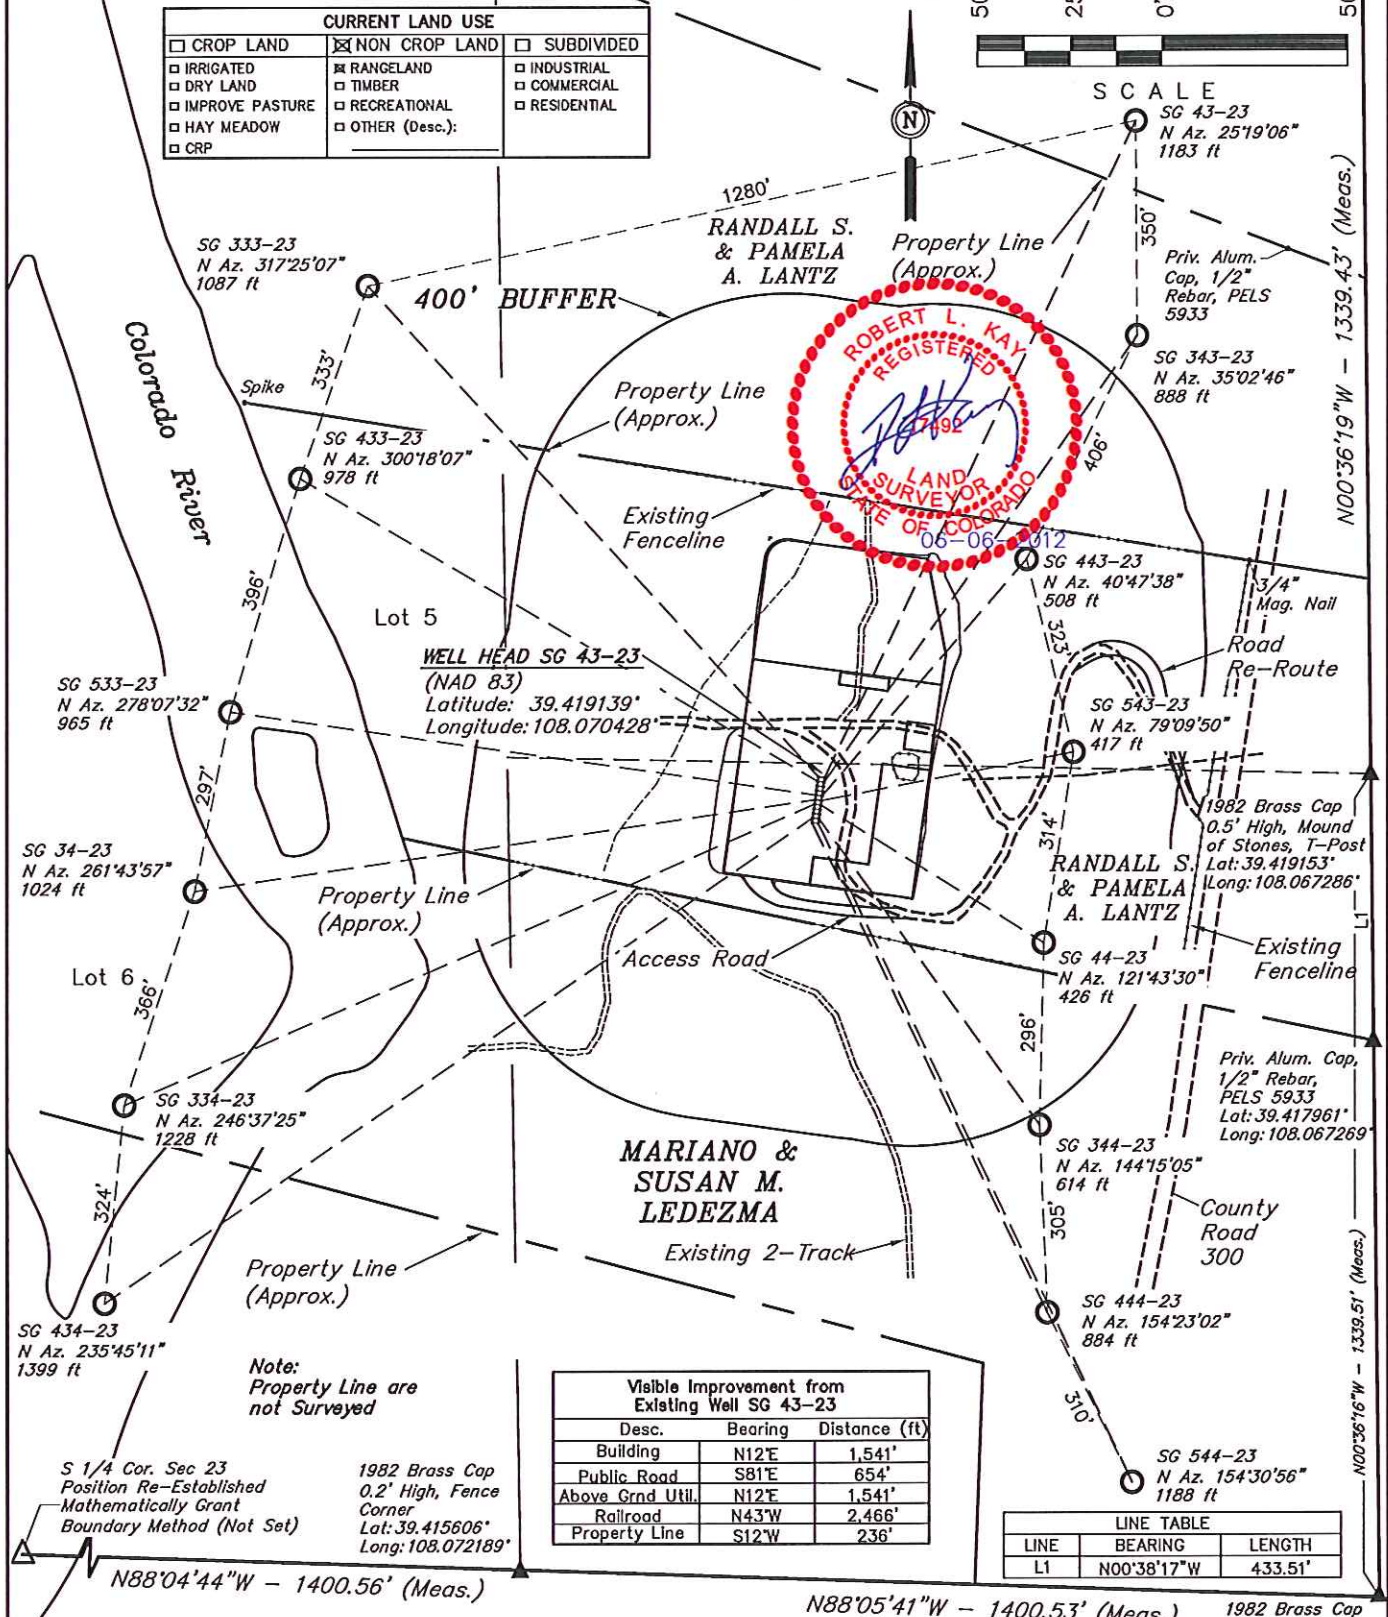 CURRENT LAND USE
☐ CROP LAND ☒ NON CROP LAND ☐ SUBDIVIDED
☐ IRRIGATED ☒ RANGELAND ☐ INDUSTRIAL
☐ DRY LAND ☐ TIMBER ☐ COMMERCIAL
☐ IMPROVE PASTURE ☐ RECREATIONAL ☐ RESIDENTIAL
☐ HAY MEADOW ☐ OTHER (Desc.):
☐ CRP
N
SCALE
SG 43-23
N Az. 25°19'06"
1183 ft
1280'
350'
N00°36'19"W - 1339.43' (Meas.)
RANDALL S.
& PAMELA
A. LANTZ
Property Line
(Approx.)
Priv. Alum.
Cap, 1/2"
Rebar, PELS
5933
SG 333-23
N Az. 317°25'07"
1087 ft
400' BUFFER
ROBERT L. KAY
REGISTERED
17492
LAND
SURVEYOR
STATE OF COLORADO
SG 343-23
N Az. 35°02'46"
888 ft
Colorado River
333'
Spike
Property Line
(Approx.)
406'
SG 433-23
N Az. 300°18'07"
978 ft
Existing
Fenceline
06-06-2012
SG 443-23
N Az. 40°47'38"
508 ft
3/4"
Mag. Nail
396'
Lot 5
323'
Road
Re-Route
WELL HEAD SG 43-23
(NAD 83)
Latitude: 39.419139°
Longitude: 108.070428°
SG 533-23
N Az. 278°07'32"
965 ft
SG 543-23
N Az. 79°09'50"
417 ft
297'
314'
1982 Brass Cap
0.5' High, Mound
of Stones, T-Post
Lat: 39.419153°
Long: 108.067286°
SG 34-23
N Az. 261°43'57"
1024 ft
Property Line
(Approx.)
RANDALL S.
& PAMELA
A. LANTZ
L1
Access Road
SG 44-23
N Az. 121°43'30"
426 ft
Existing
Fenceline
Lot 6
366'
296'
Priv. Alum. Cap,
1/2" Rebar,
PELS 5933
Lat: 39.417961°
Long: 108.067269°
SG 334-23
N Az. 246°37'25"
1228 ft
MARIANO &
SUSAN M.
LEDEZMA
SG 344-23
N Az. 144°15'05"
614 ft
324'
305'
County
Road
300
Existing 2-Track
Property Line
(Approx.)
N00°36'16"W - 1339.51' (Meas.)
SG 434-23
N Az. 235°45'11"
1399 ft
SG 444-23
N Az. 154°23'02"
884 ft
Note:
Property Line are
not Surveyed
310'
Visible Improvement from
Existing Well SG 43-23
Desc. Bearing Distance (ft)
Building N12°E 1,541'
Public Road S81°E 654'
Above Grnd Util. N12°E 1,541'
Railroad N43°W 2,466'
Property Line S12°W 236'
SG 544-23
N Az. 154°30'56"
1188 ft
S 1/4 Cor. Sec 23
Position Re-Established
Mathematically Grant
Boundary Method (Not Set)
1982 Brass Cap
0.2' High, Fence
Corner
Lat: 39.415606°
Long: 108.072189°
LINE TABLE
LINE BEARING LENGTH
L1 N00°38'17"W 433.51'
N88°04'44"W - 1400.56' (Meas.)
N88°05'41"W - 1400.53' (Meas.)
1982 Brass Cap